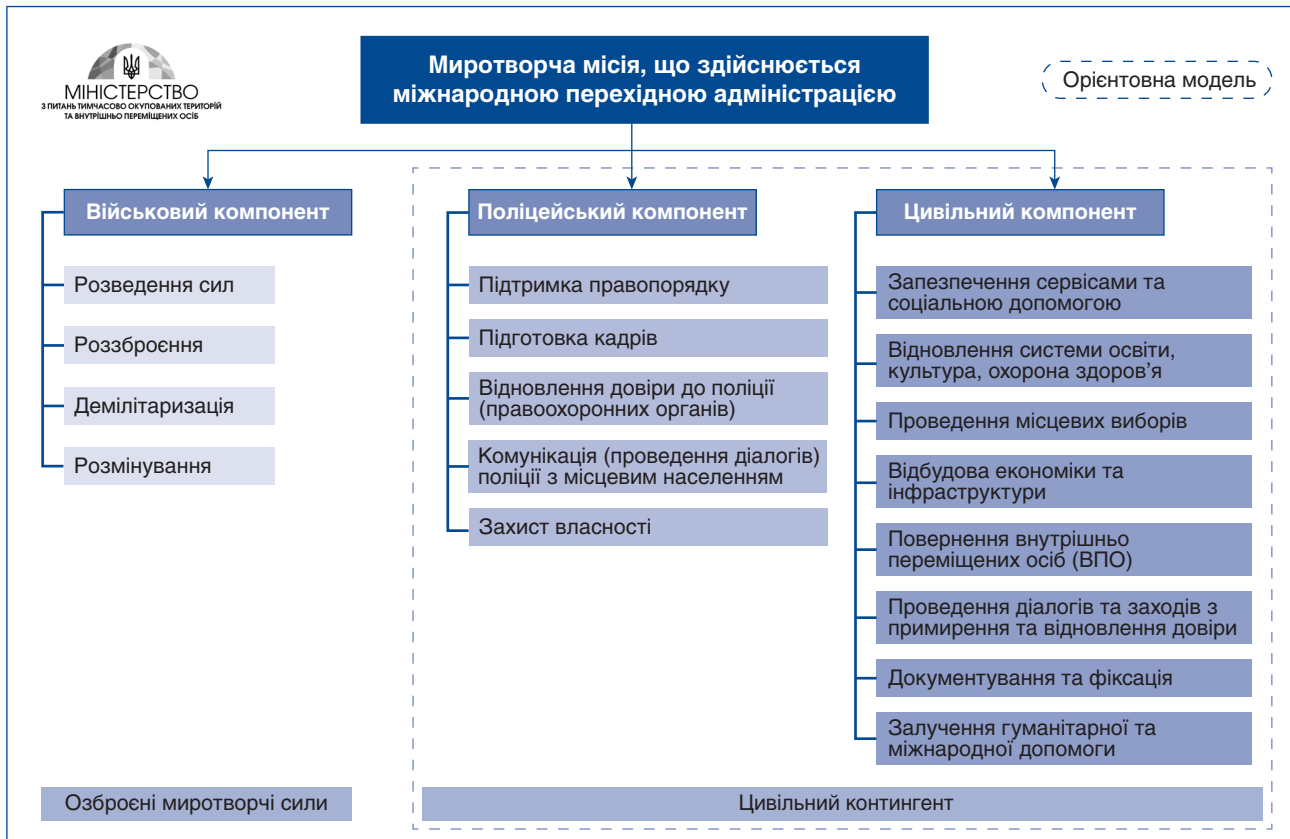 МІНІСТЕРСТВО
З ПИТАНЬ ТИМЧАСОВО ОКУПОВАНИХ ТЕРИТОРІЙ
ТА ВНУТРІШНЬО ПЕРЕМІЩЕНИХ ОСІБ
Миротворча місія, що здійснюється
міжнародною перехідною адміністрацією
Орієнтовна модель
Військовий компонент
Розведення сил
Роззброєння
Демілітаризація
Розмінування
Поліцейський компонент
Підтримка правопорядку
Підготовка кадрів
Відновлення довіри до поліції
(правоохоронних органів)
Комунікація (проведення діалогів)
поліції з місцевим населенням
Захист власності
Цивільний компонент
Запезпечення сервісами та
соціальною допомогою
Відновлення системи освіти,
культура, охорона здоров’я
Проведення місцевих виборів
Відбудова економіки та
інфраструктури
Повернення внутрішньо
переміщених осіб (ВПО)
Проведення діалогів та заходів з
примирення та відновлення довіри
Документування та фіксація
Залучення гуманітарної та
міжнародної допомоги
Озброєні миротворчі сили
Цивільний контингент